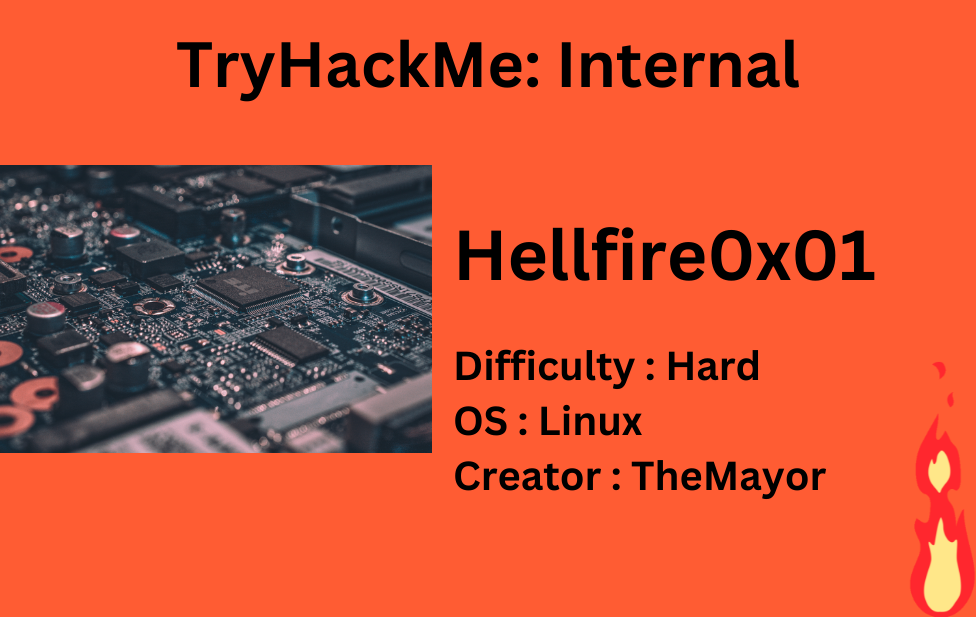 TryHackMe: Internal
Hellfire0x01
Difficulty : Hard
OS : Linux
Creator : TheMayor